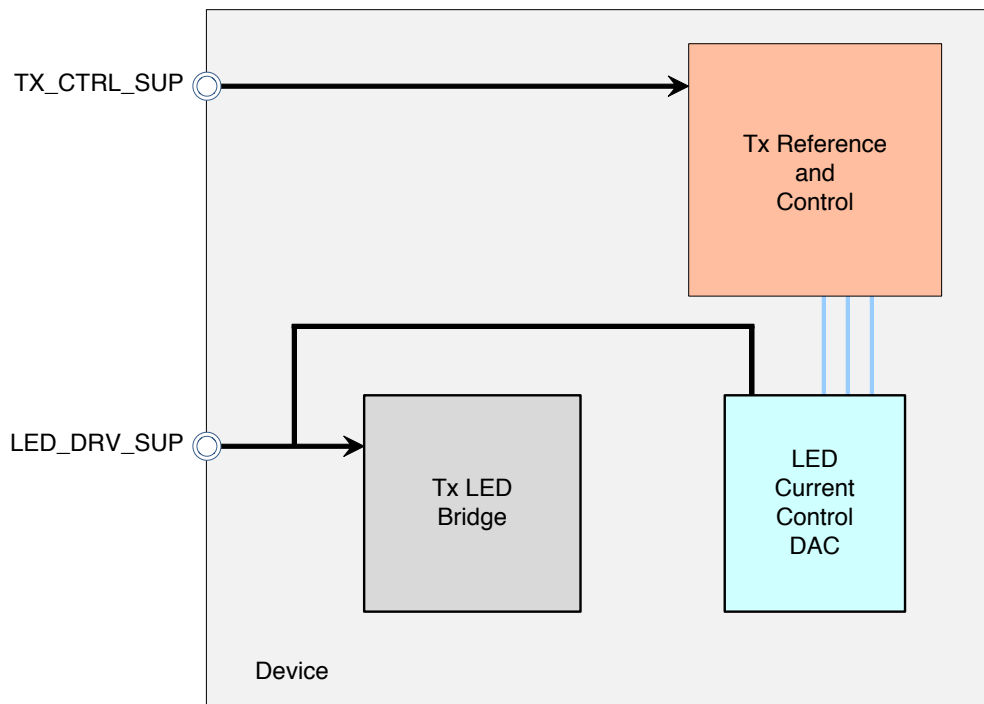 TX_CTRL_SUP
Tx Reference
and
Control
LED_DRV_SUP
Tx LED
Bridge
LED
Current
Control
DAC
Device